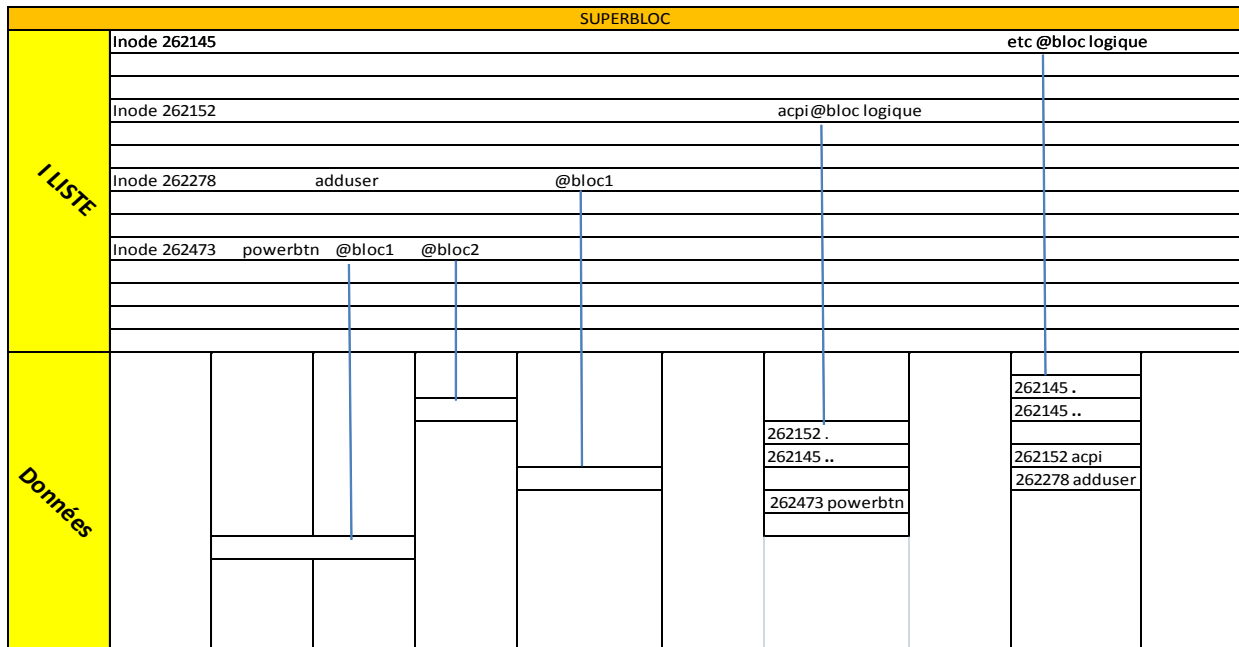 SUPERBLOC
Inode 262145 etc @bloc logique
Inode 262152 acpi@bloc logique
I LISTE
Inode 262278 adduser @bloc1
Inode 262473 powerbtn @bloc1 @bloc2
Données
262145 .
262145 ..
262152 .
262145 ..
262152 acpi
262278 adduser
262473 powerbtn